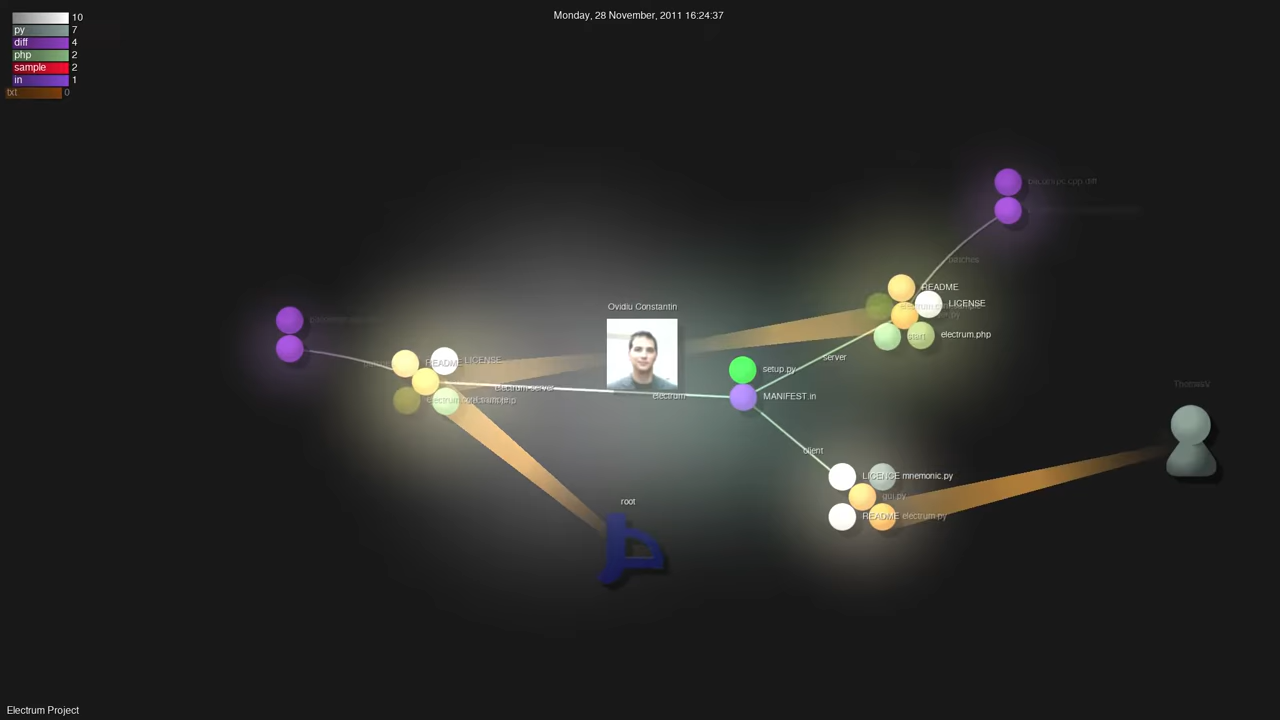 Monday, 28 November, 2011 16:24:37
10
py 7
diff 4
php 2
sample 2
in 1
txt 0
patches
README
LICENSE
electrum.php
Ovidiu Constantin
server
README LICENSE
setup.py
electrum-server
electrum
MANIFEST.in
ThomasV
client
LICENCE mnemonic.py
gui.py
README electrum.py
root
Electrum Project